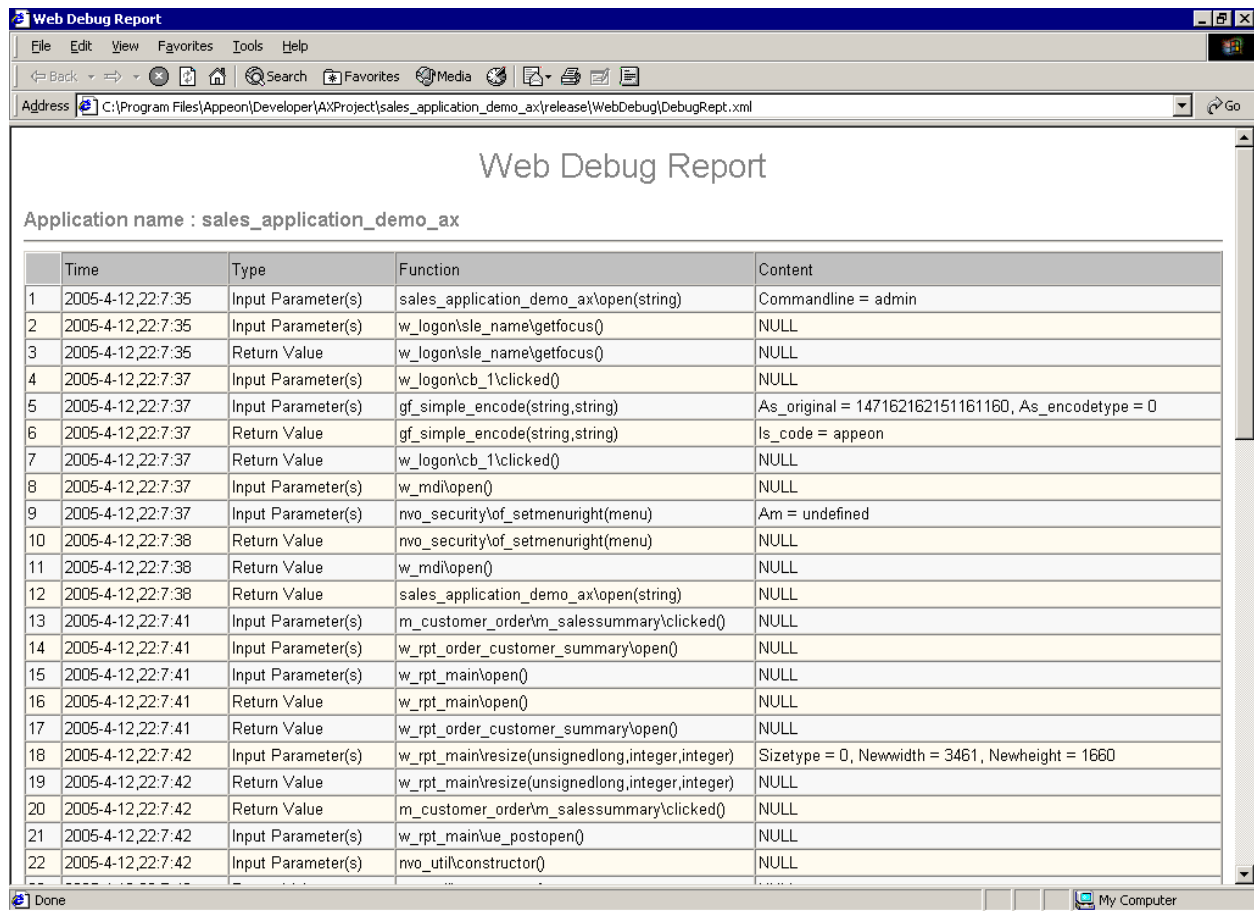 Web Debug Report
File Edit View Favorites Tools Help
Back Search Favorites Media
Address C:\Program Files\Appeon\Developer\AXProject\sales_application_demo_ax\release\WebDebug\DebugRept.xml Go
Web Debug Report
Application name : sales_application_demo_ax
Time Type Function Content
1 2005-4-12,22:7:35 Input Parameter(s) sales_application_demo_ax\open(string) Commandline = admin
2 2005-4-12,22:7:35 Input Parameter(s) w_logon\sle_name\getfocus() NULL
3 2005-4-12,22:7:35 Return Value w_logon\sle_name\getfocus() NULL
4 2005-4-12,22:7:37 Input Parameter(s) w_logon\cb_1\clicked() NULL
5 2005-4-12,22:7:37 Input Parameter(s) gf_simple_encode(string,string) As_original = 147162162151161160, As_encodetype = 0
6 2005-4-12,22:7:37 Return Value gf_simple_encode(string,string) ls_code = appeon
7 2005-4-12,22:7:37 Return Value w_logon\cb_1\clicked() NULL
8 2005-4-12,22:7:37 Input Parameter(s) w_mdi\open() NULL
9 2005-4-12,22:7:37 Input Parameter(s) nvo_security\of_setmenuright(menu) Am = undefined
10 2005-4-12,22:7:38 Return Value nvo_security\of_setmenuright(menu) NULL
11 2005-4-12,22:7:38 Return Value w_mdi\open() NULL
12 2005-4-12,22:7:38 Return Value sales_application_demo_ax\open(string) NULL
13 2005-4-12,22:7:41 Input Parameter(s) m_customer_order\m_salessummary\clicked() NULL
14 2005-4-12,22:7:41 Input Parameter(s) w_rpt_order_customer_summary\open() NULL
15 2005-4-12,22:7:41 Input Parameter(s) w_rpt_main\open() NULL
16 2005-4-12,22:7:41 Return Value w_rpt_main\open() NULL
17 2005-4-12,22:7:41 Return Value w_rpt_order_customer_summary\open() NULL
18 2005-4-12,22:7:42 Input Parameter(s) w_rpt_main\resize(unsignedlong,integer,integer) Sizetype = 0, Newwidth = 3461, Newheight = 1660
19 2005-4-12,22:7:42 Return Value w_rpt_main\resize(unsignedlong,integer,integer) NULL
20 2005-4-12,22:7:42 Return Value m_customer_order\m_salessummary\clicked() NULL
21 2005-4-12,22:7:42 Input Parameter(s) w_rpt_main\ue_postopen() NULL
22 2005-4-12,22:7:42 Input Parameter(s) nvo_util\constructor() NULL
Done My Computer